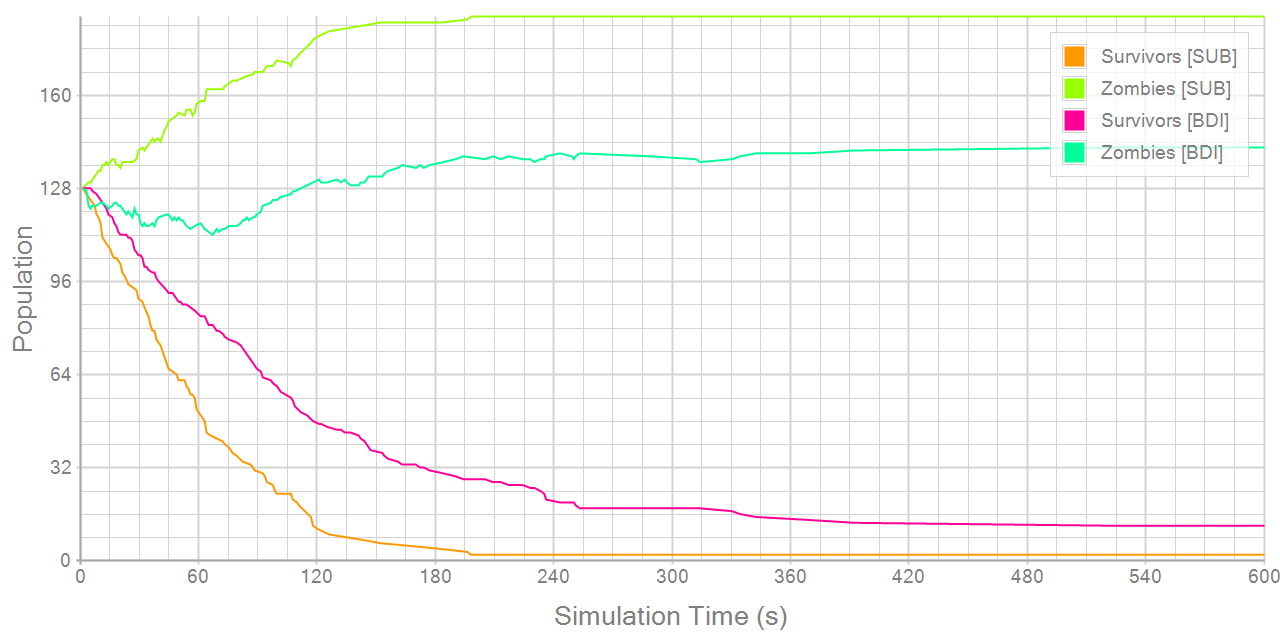 160
128
96
64
32
0
Population
0 60 120 180 240 300 360 420 480 540 600
Simulation Time (s)
Survivors [SUB]
Zombies [SUB]
Survivors [BDI]
Zombies [BDI]